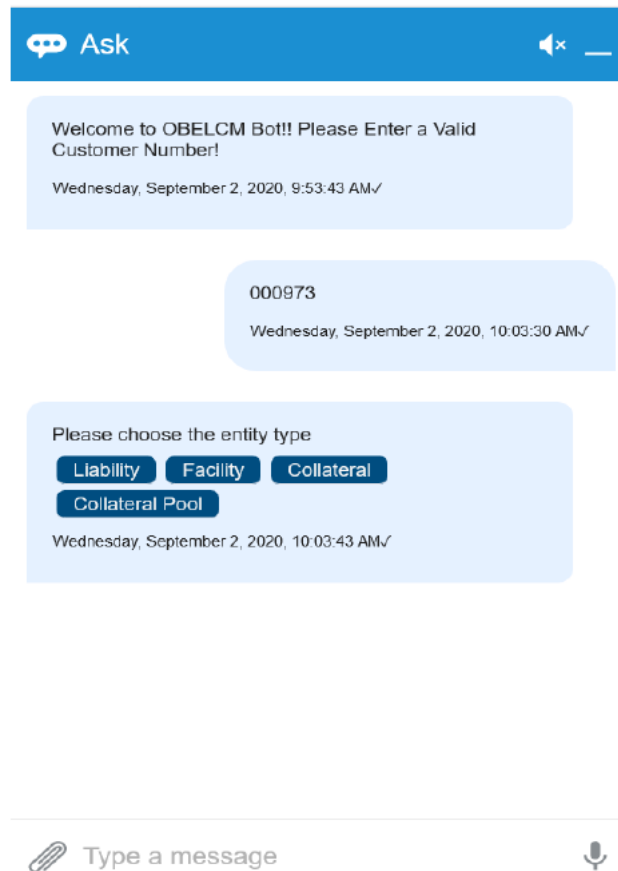 Ask
Welcome to OBELCM Bot!! Please Enter a Valid
Customer Number!
Wednesday, September 2, 2020, 9:53:43 AM✓
000973
Wednesday, September 2, 2020, 10:03:30 AM✓
Please choose the entity type
Liability Facility Collateral
Collateral Pool
Wednesday, September 2, 2020, 10:03:43 AM✓
Type a message